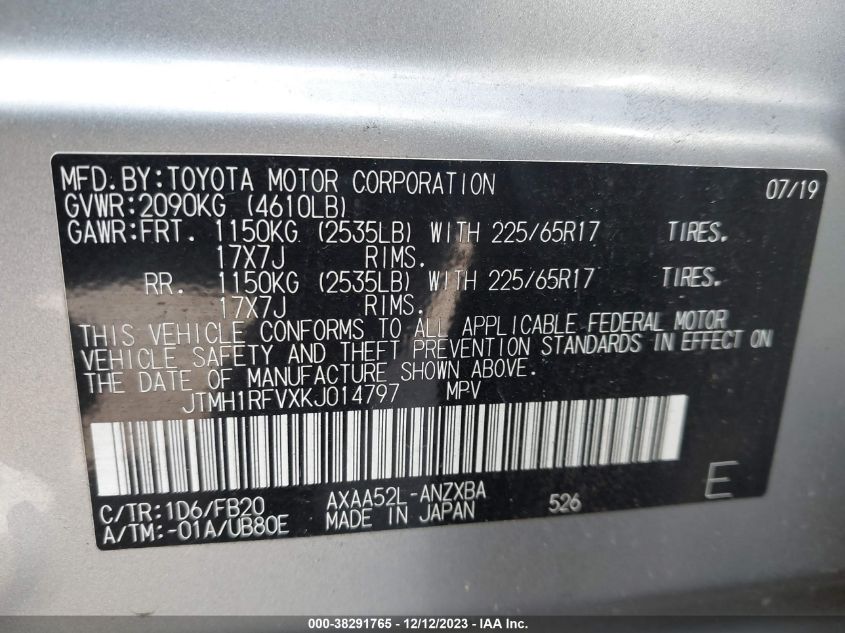 MFD.BY:TOYOTA MOTOR CORPORATION 07/19
GVWR:2090KG (4610LB)
GAWR:FRT. 1150KG (2535LB) WITH 225/65R17 TIRES.
17X7J RIMS.
RR. 1150KG (2535LB) WITH 225/65R17 TIRES.
17X7J RIMS.
THIS VEHICLE CONFORMS TO ALL APPLICABLE FEDERAL MOTOR
VEHICLE SAFETY AND THEFT PREVENTION STANDARDS IN EFFECT ON
THE DATE OF MANUFACTURE SHOWN ABOVE.
JTMH1RFVXKJ014797 MPV
C/TR:1D6/FB20 AXAA52L-ANZXBA 526 E
A/TM:-01A/UB80E MADE IN JAPAN
000-38291765 - 12/12/2023 - IAA Inc.